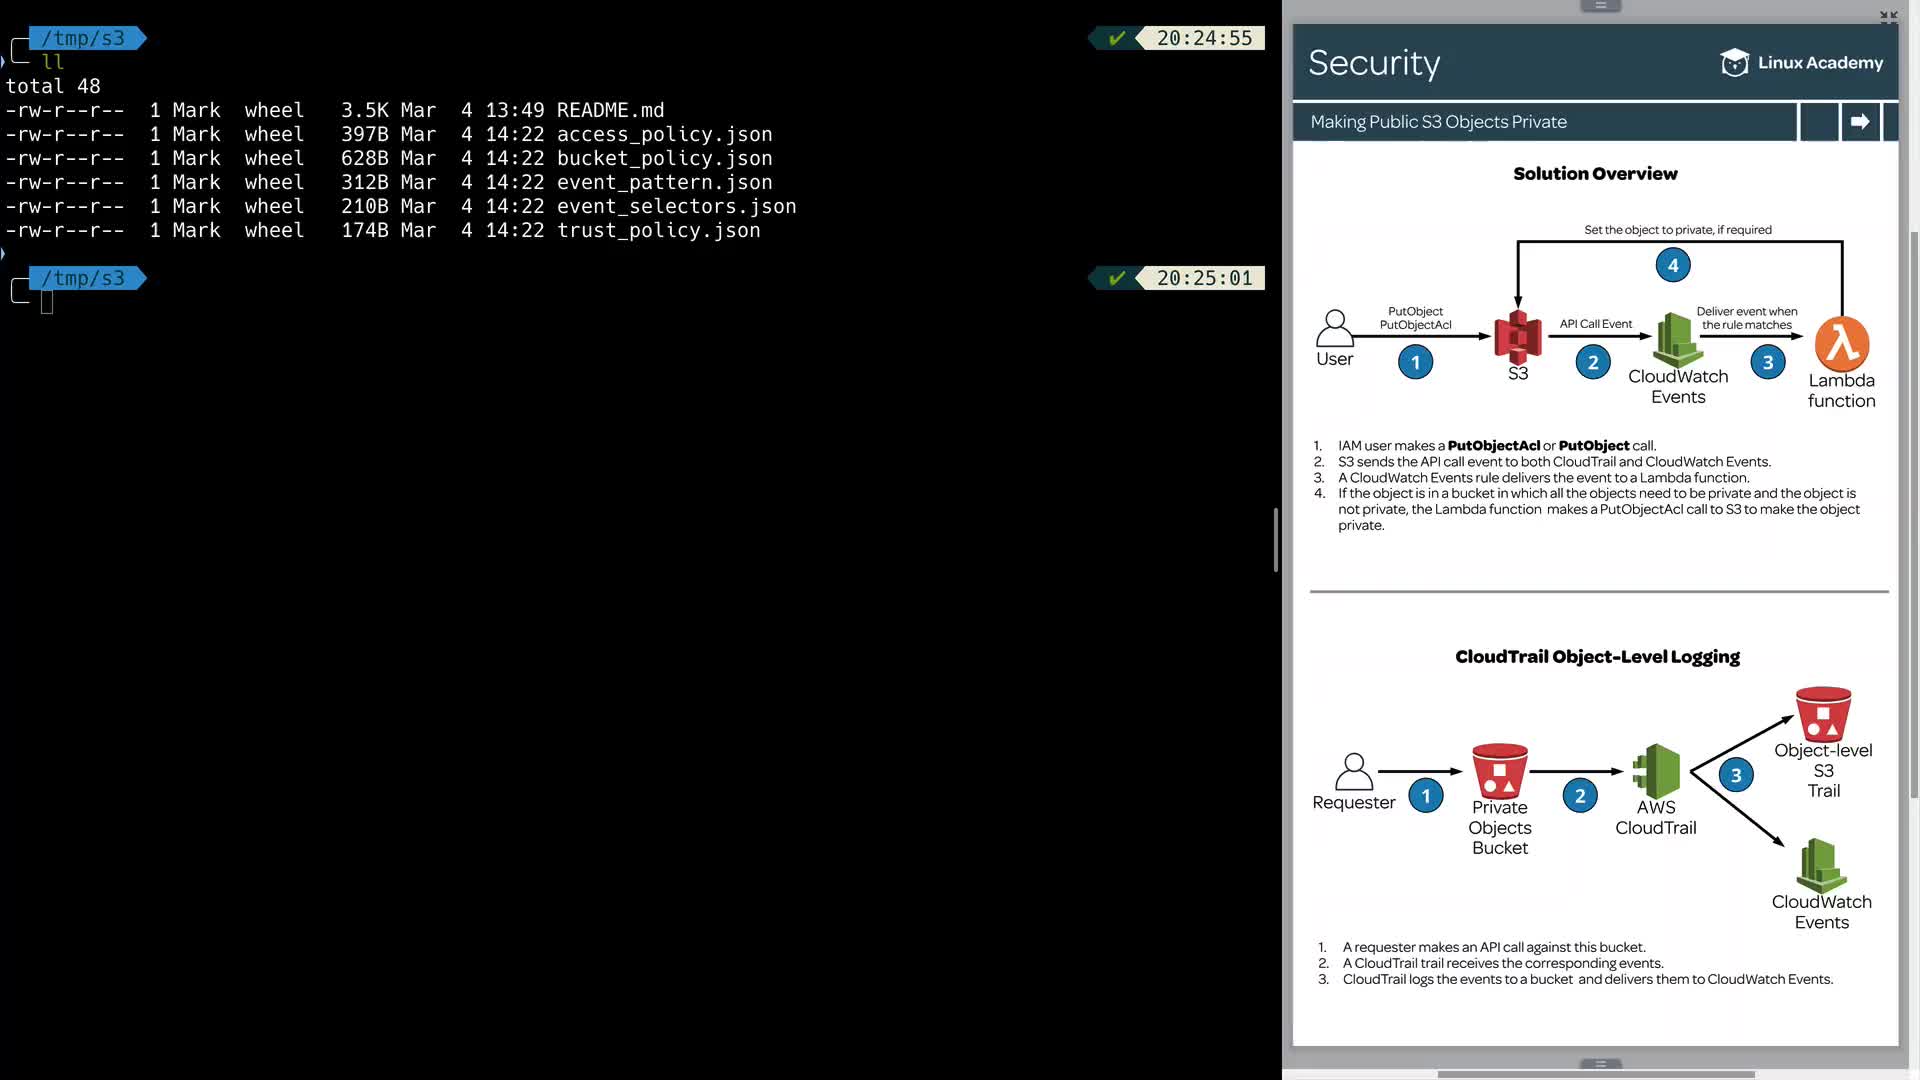 /tmp/s3 ✔ 20:24:55
ll
total 48
-rw-r--r-- 1 Mark wheel 3.5K Mar 4 13:49 README.md
-rw-r--r-- 1 Mark wheel 397B Mar 4 14:22 access_policy.json
-rw-r--r-- 1 Mark wheel 628B Mar 4 14:22 bucket_policy.json
-rw-r--r-- 1 Mark wheel 312B Mar 4 14:22 event_pattern.json
-rw-r--r-- 1 Mark wheel 210B Mar 4 14:22 event_selectors.json
-rw-r--r-- 1 Mark wheel 174B Mar 4 14:22 trust_policy.json
/tmp/s3 ✔ 20:25:01
Security
Linux Academy
Making Public S3 Objects Private
Solution Overview
Set the object to private, if required
4
PutObject
PutObjectAcl
API Call Event
Deliver event when
the rule matches
1
2
3
User
S3
CloudWatch
Events
λ
Lambda
function
1. IAM user makes a PutObjectAcl or PutObject call.
2. S3 sends the API call event to both CloudTrail and CloudWatch Events.
3. A CloudWatch Events rule delivers the event to a Lambda function.
4. If the object is in a bucket in which all the objects need to be private and the object is
not private, the Lambda function makes a PutObjectAcl call to S3 to make the object
private.
CloudTrail Object-Level Logging
Object-level
S3
Trail
1
2
3
Requester
Private
Objects
Bucket
AWS
CloudTrail
CloudWatch
Events
1. A requester makes an API call against this bucket.
2. A CloudTrail trail receives the corresponding events.
3. CloudTrail logs the events to a bucket and delivers them to CloudWatch Events.